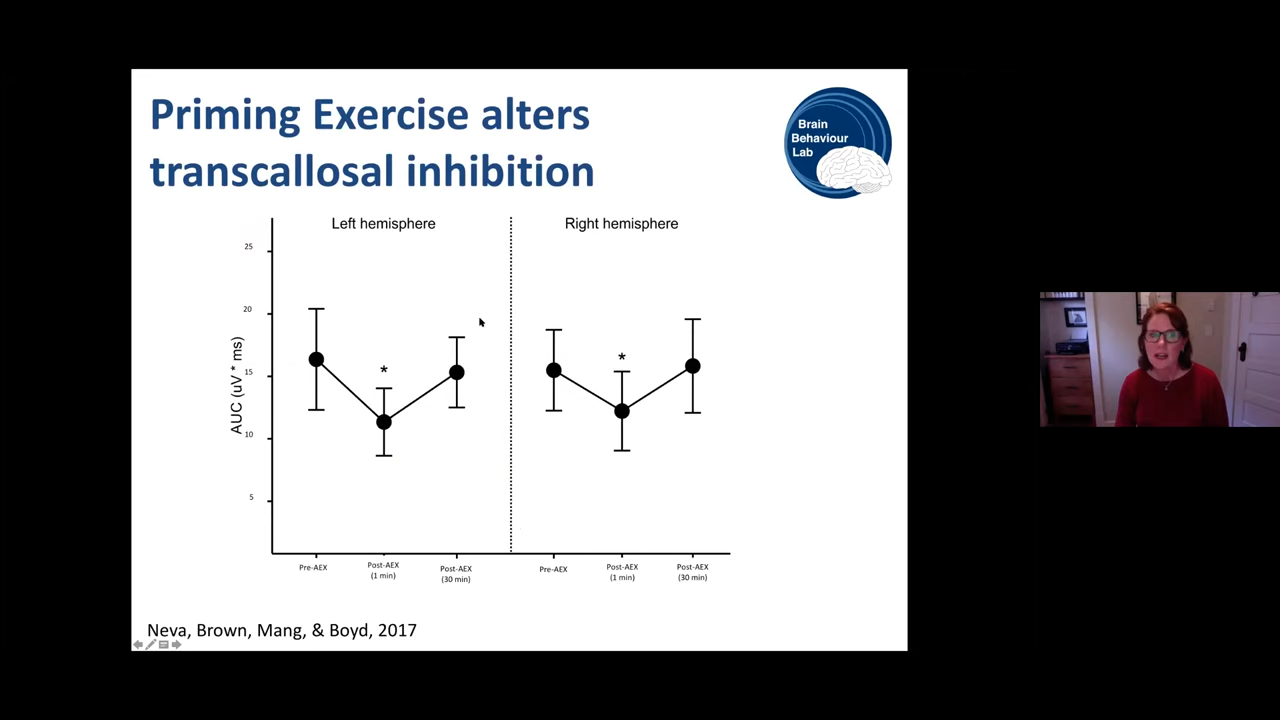 Priming Exercise alters
transcallosal inhibition
Brain
Behaviour
Lab
Left hemisphere
Right hemisphere
AUC (uV * ms)
25
20
15
10
5
*
*
Pre-AEX
Post-AEX
(1 min)
Post-AEX
(30 min)
Pre-AEX
Post-AEX
(1 min)
Post-AEX
(30 min)
Neva, Brown, Mang, & Boyd, 2017